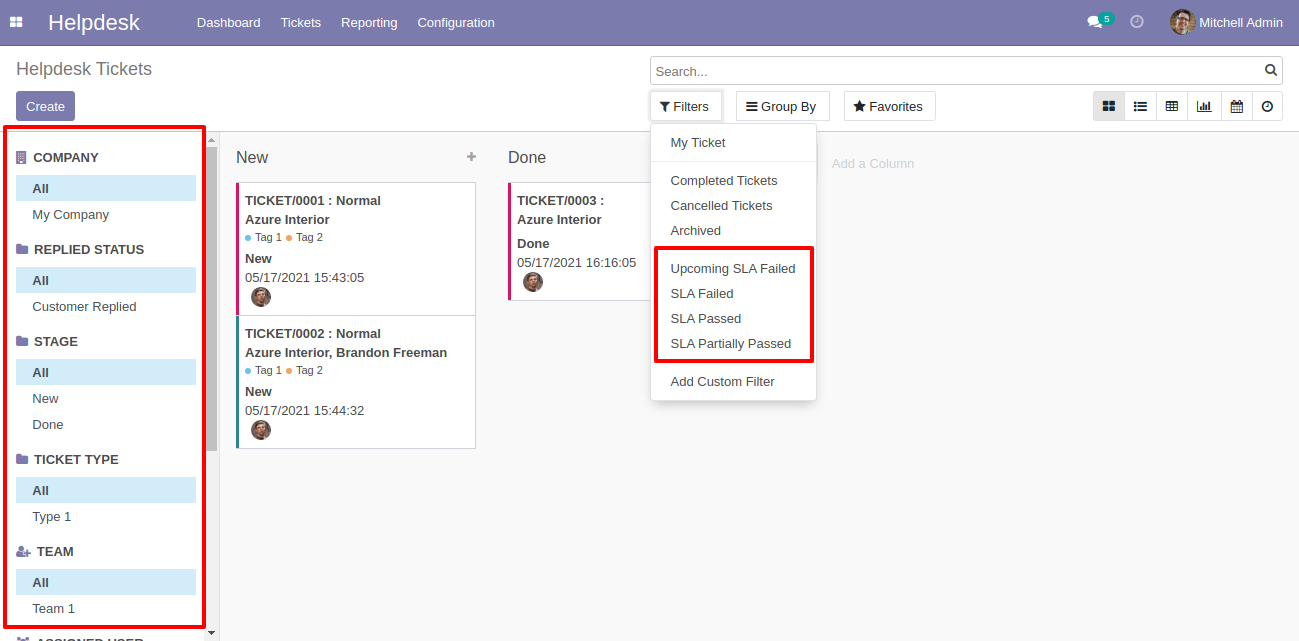 Helpdesk Dashboard Tickets Reporting Configuration 5 Mitchell Admin
Helpdesk Tickets
Search...
Create
Filters Group By Favorites
COMPANY
All
My Company
REPLIED STATUS
All
Customer Replied
STAGE
All
New
Done
TICKET TYPE
All
Type 1
TEAM
All
Team 1
ASSIGNED USER
New
TICKET/0001 : Normal
Azure Interior
Tag 1 Tag 2
New
05/17/2021 15:43:05
TICKET/0002 : Normal
Azure Interior, Brandon Freeman
Tag 1 Tag 2
New
05/17/2021 15:44:32
Done
TICKET/0003 :
Azure Interior
Done
05/17/2021 16:16:05
My Ticket
Completed Tickets
Cancelled Tickets
Archived
Upcoming SLA Failed
SLA Failed
SLA Passed
SLA Partially Passed
Add Custom Filter
Add a Column